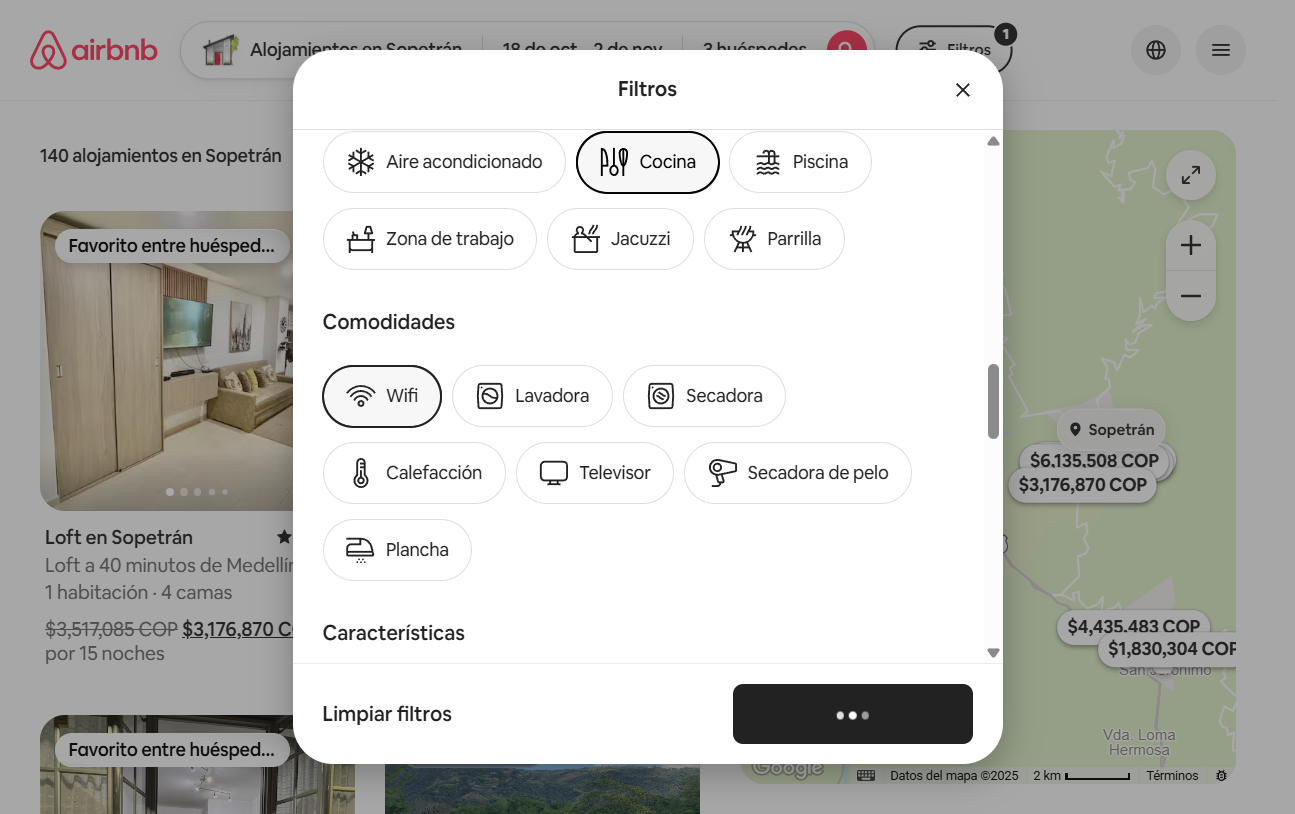 airbnb
Alojamientos en Sopetrán
18 de oct - 2 de nov
3 huéspedes
Filtros
1
140 alojamientos en Sopetrán
Filtros
Aire acondicionado
Cocina
Piscina
Zona de trabajo
Jacuzzi
Parrilla
Comodidades
Wifi
Lavadora
Secadora
Calefacción
Televisor
Secadora de pelo
Plancha
Características
Limpiar filtros
Favorito entre huésped...
Loft en Sopetrán
Loft a 40 minutos de Medellín
1 habitación · 4 camas
$3,517,085 COP $3,176,870 C
por 15 noches
Favorito entre huésped...
Sopetrán
$6,135,508 COP
$3,176,870 COP
$4,435,483 COP
$1,830,304 COP
San Jerónimo
Vda. Loma
Hermosa
Google
Datos del mapa ©2025
2 km
Términos